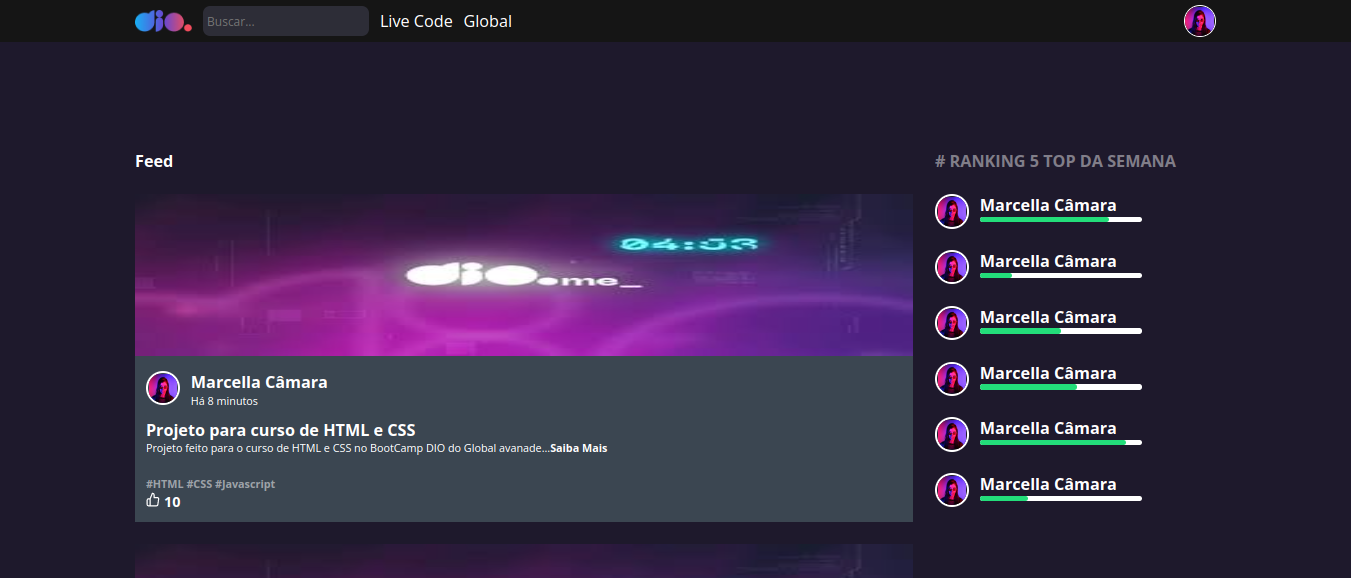 dio.
Buscar...
Live Code
Global
Feed
04:03
dio.me_
Marcella Câmara
Há 8 minutos
Projeto para curso de HTML e CSS
Projeto feito para o curso de HTML e CSS no BootCamp DIO do Global avanade...Saiba Mais
#HTML #CSS #Javascript
10
# RANKING 5 TOP DA SEMANA
Marcella Câmara
Marcella Câmara
Marcella Câmara
Marcella Câmara
Marcella Câmara
Marcella Câmara